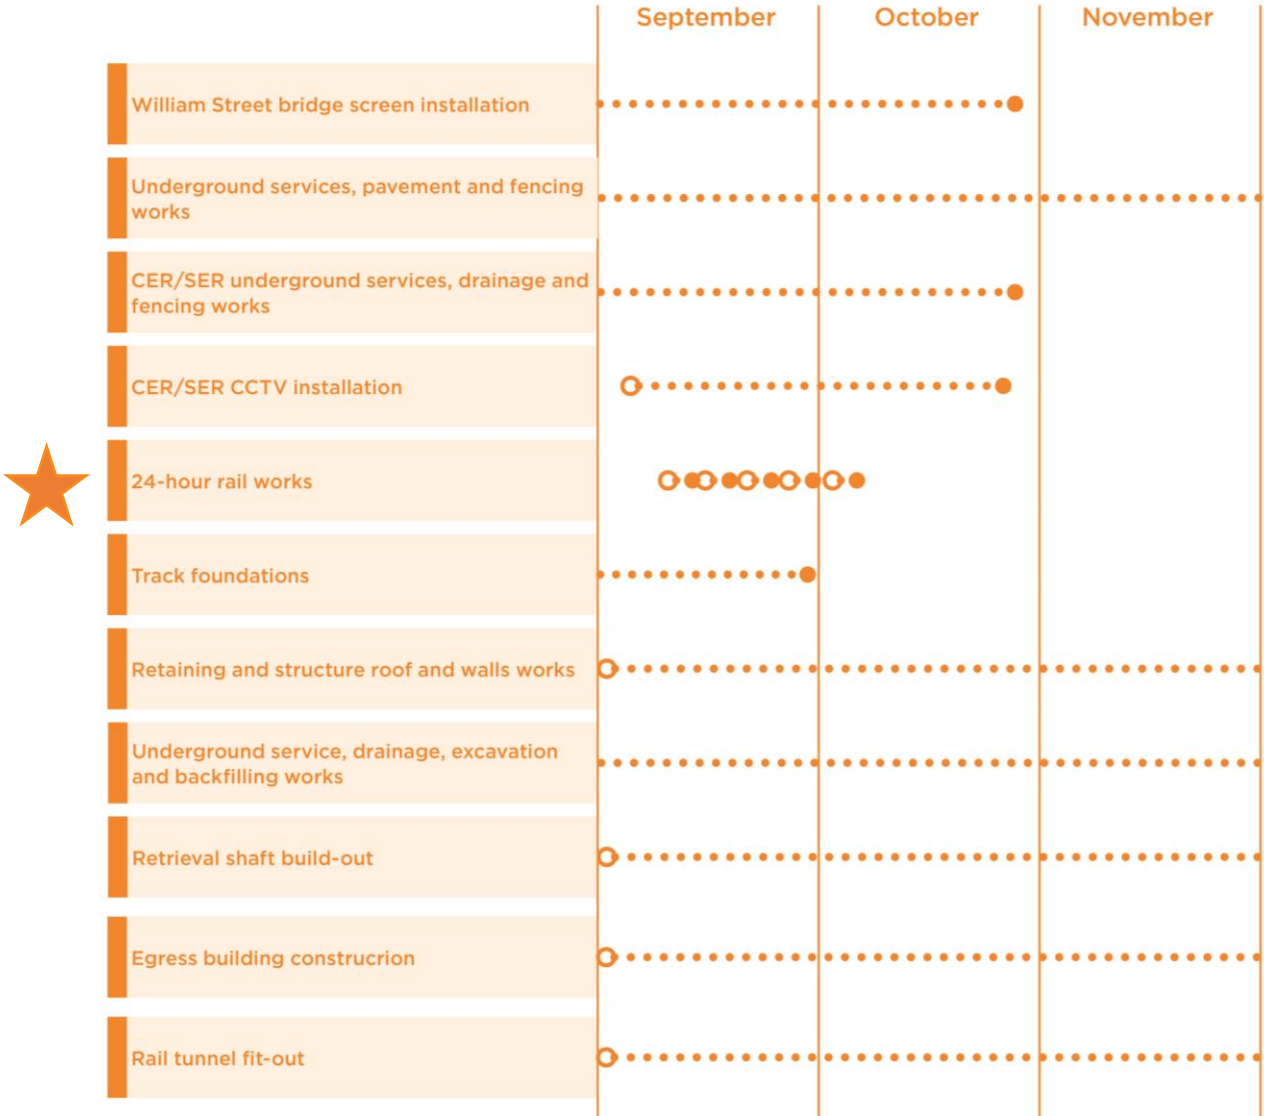 September October November
William Street bridge screen installation
Underground services, pavement and fencing
works
CER/SER underground services, drainage and
fencing works
CER/SER CCTV installation
24-hour rail works
Track foundations
Retaining and structure roof and walls works
Underground service, drainage, excavation
and backfilling works
Retrieval shaft build-out
Egress building construcrion
Rail tunnel fit-out